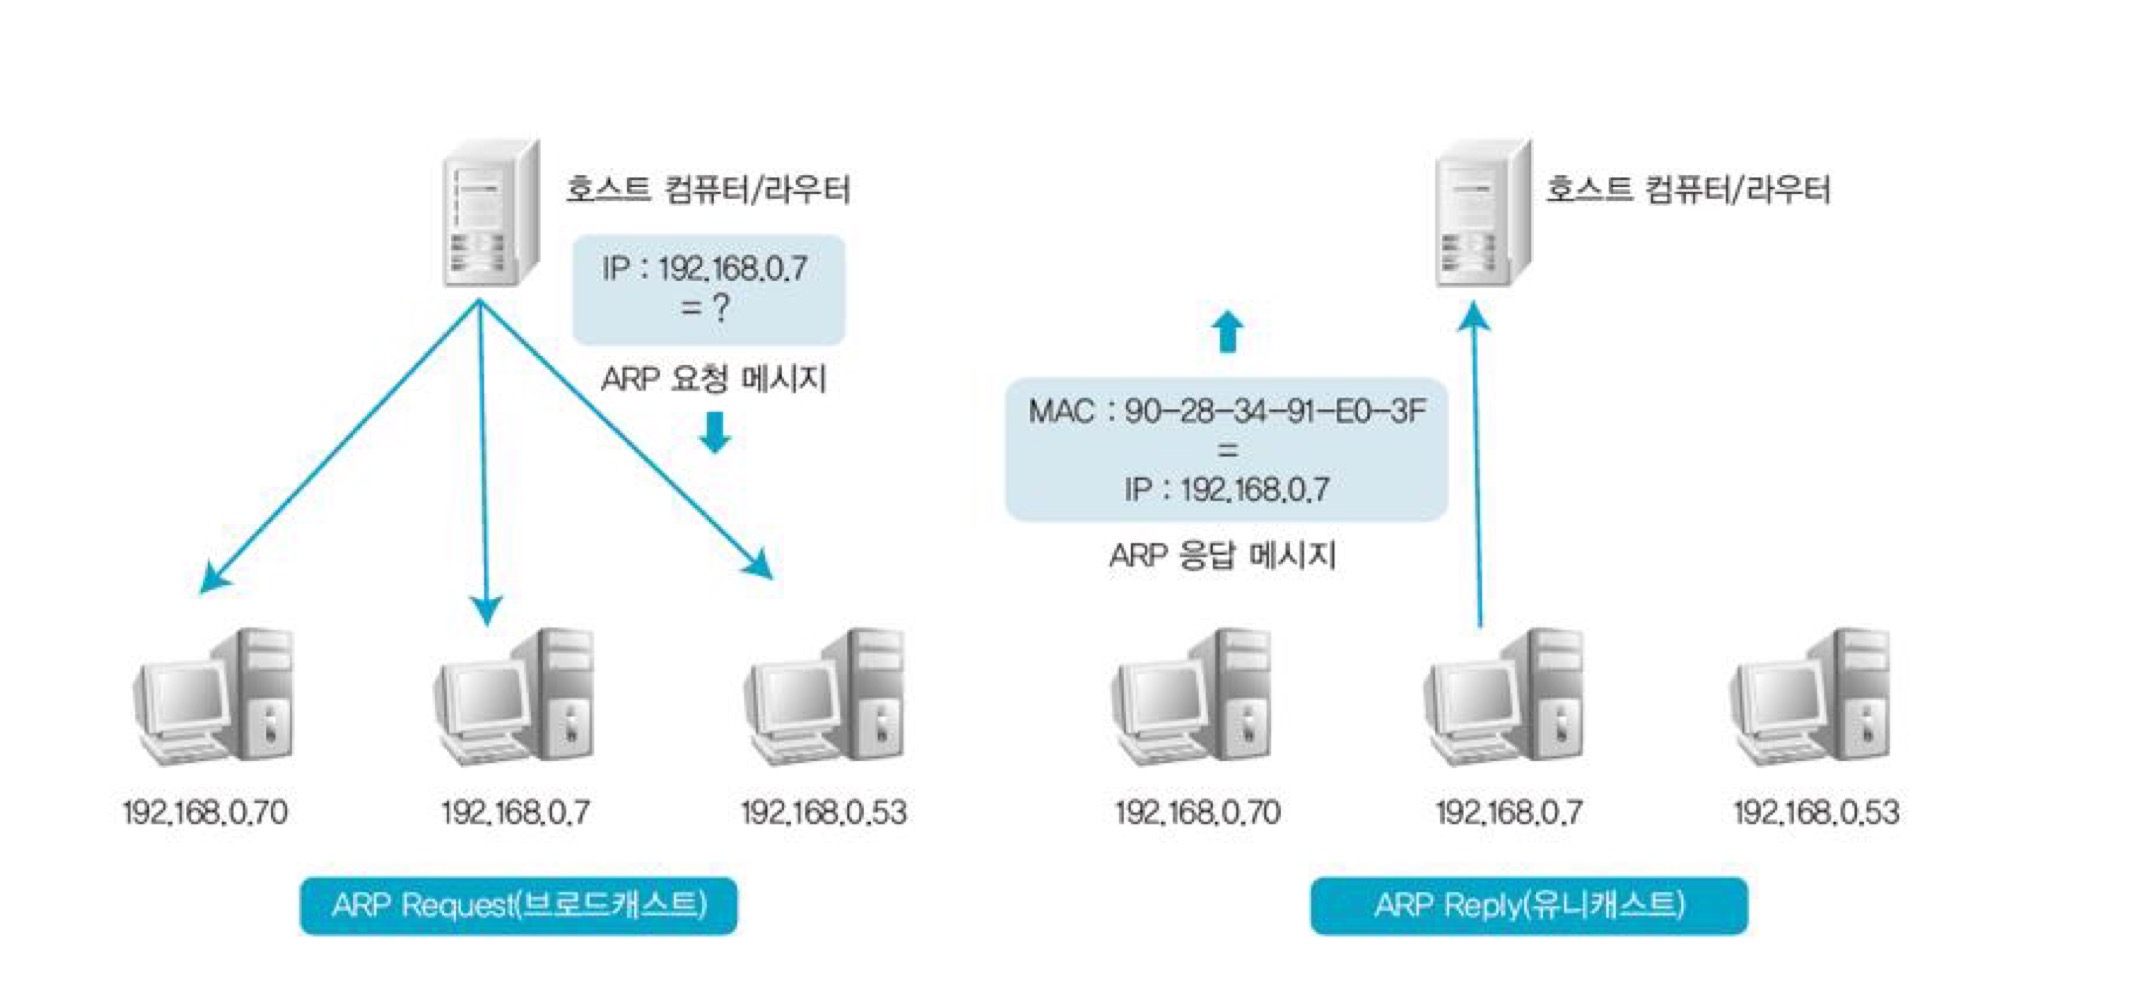 호스트 컴퓨터/라우터
IP : 192.168.0.7
= ?
ARP 요청 메시지
192.168.0.70
192.168.0.7
192.168.0.53
ARP Request(브로드캐스트)
호스트 컴퓨터/라우터
MAC : 90-28-34-91-E0-3F
=
IP : 192.168.0.7
ARP 응답 메시지
192.168.0.70
192.168.0.7
192.168.0.53
ARP Reply(유니캐스트)